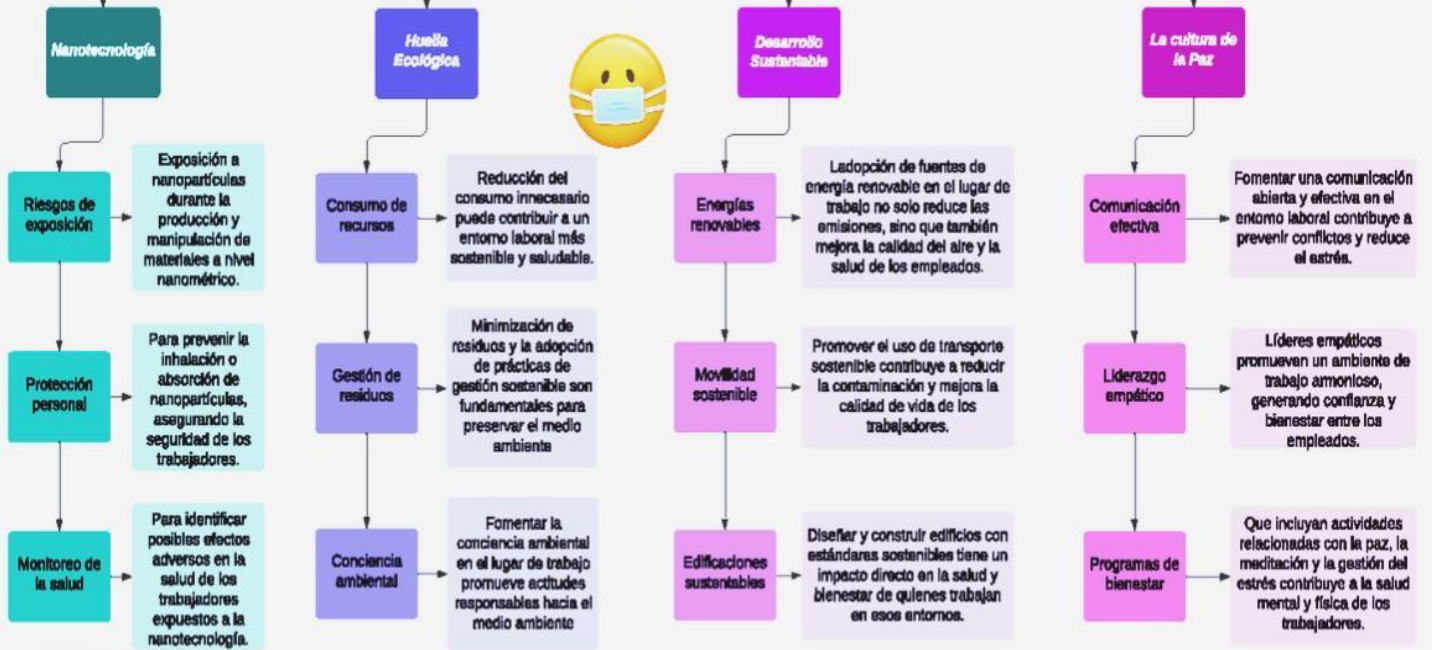 Nanotecnología
Riesgos de
exposición
Exposición a
nanopartículas
durante la
producción y
manipulación de
materiales a nivel
nanométrico.
Protección
personal
Para prevenir la
inhalación o
absorción de
nanopartículas,
asegurando la
seguridad de los
trabajadores.
Monitoreo de
la salud
Para identificar
posibles efectos
adversos en la
salud de los
trabajadores
expuestos a la
nanotecnología.
Huella
Ecológica
Consumo de
recursos
Reducción del
consumo innecesario
puede contribuir a un
entorno laboral más
sostenible y saludable.
Gestión de
residuos
Minimización de
residuos y la adopción
de prácticas de
gestión sostenible son
fundamentales para
preservar el medio
ambiente
Conciencia
ambiental
Fomentar la
conciencia ambiental
en el lugar de trabajo
promueve actitudes
responsables hacia el
medio ambiente
Desarrollo
Sustentable
Energías
renovables
Ladopción de fuentes de
energía renovable en el lugar de
trabajo no solo reduce las
emisiones, sino que también
mejora la calidad del aire y la
salud de los empleados.
Movilidad
sostenible
Promover el uso de transporte
sostenible contribuye a reducir
la contaminación y mejora la
calidad de vida de los
trabajadores.
Edificaciones
sustentables
Diseñar y construir edificios con
estándares sostenibles tiene un
impacto directo en la salud y
bienestar de quienes trabajan
en esos entornos.
La cultura de
la Paz
Comunicación
efectiva
Fomentar una comunicación
abierta y efectiva en el
entorno laboral contribuye a
prevenir conflictos y reduce
el estrés.
Liderazgo
empático
Líderes empáticos
promueven un ambiente de
trabajo armonioso,
generando confianza y
bienestar entre los
empleados.
Programas de
bienestar
Que incluyan actividades
relacionadas con la paz, la
meditación y la gestión del
estrés contribuye a la salud
mental y física de los
trabajadores.